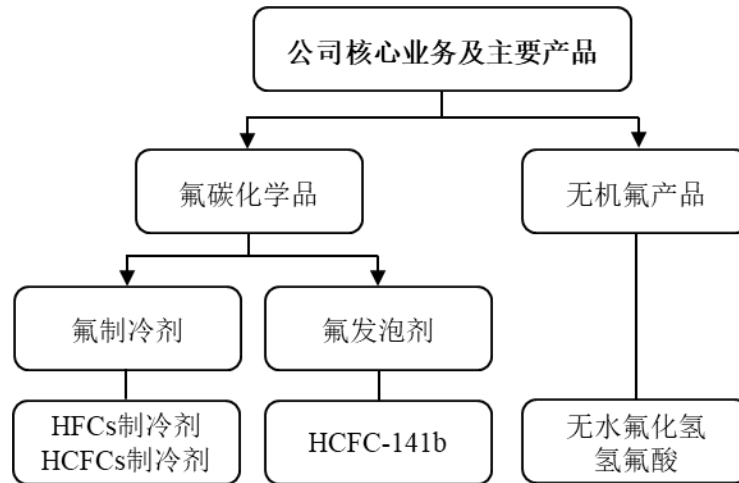 公司核心业务及主要产品
氟碳化学品
无机氟产品
氟制冷剂
氟发泡剂
HFCs制冷剂
HCFCs制冷剂
HCFC-141b
无水氟化氢
氢氟酸